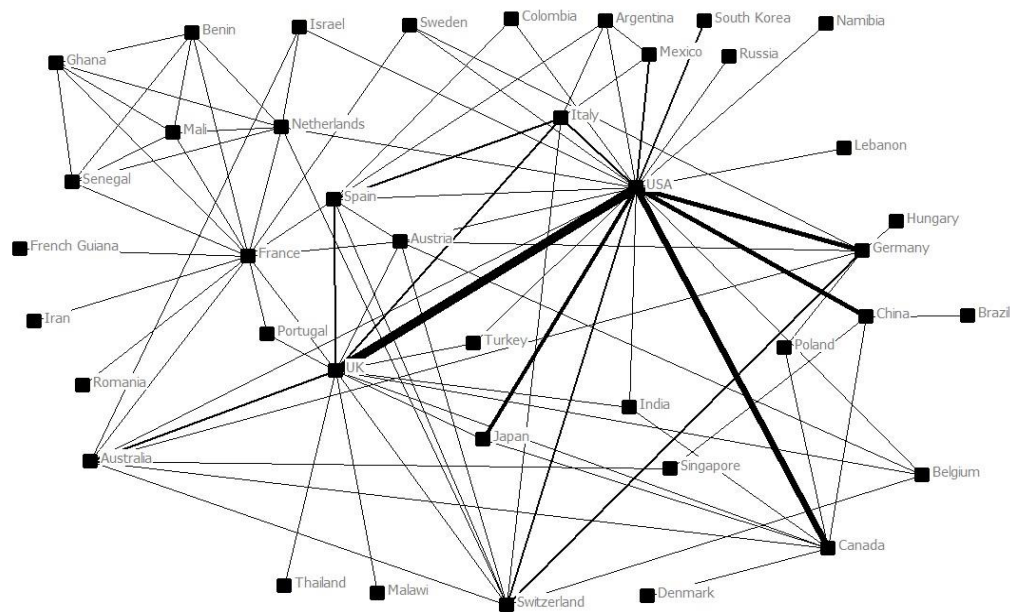 Benin
Israel
Sweden
Colombia
Argentina
South Korea
Namibia
Ghana
Mexico
Russia
Italy
Mali
Netherlands
Lebanon
Senegal
Spain
USA
Hungary
French Guiana
France
Austria
Germany
Iran
Portugal
Turkey
Poland
China
Brazil
Romania
UK
India
Australia
Japan
Singapore
Belgium
Canada
Thailand
Malawi
Switzerland
Denmark